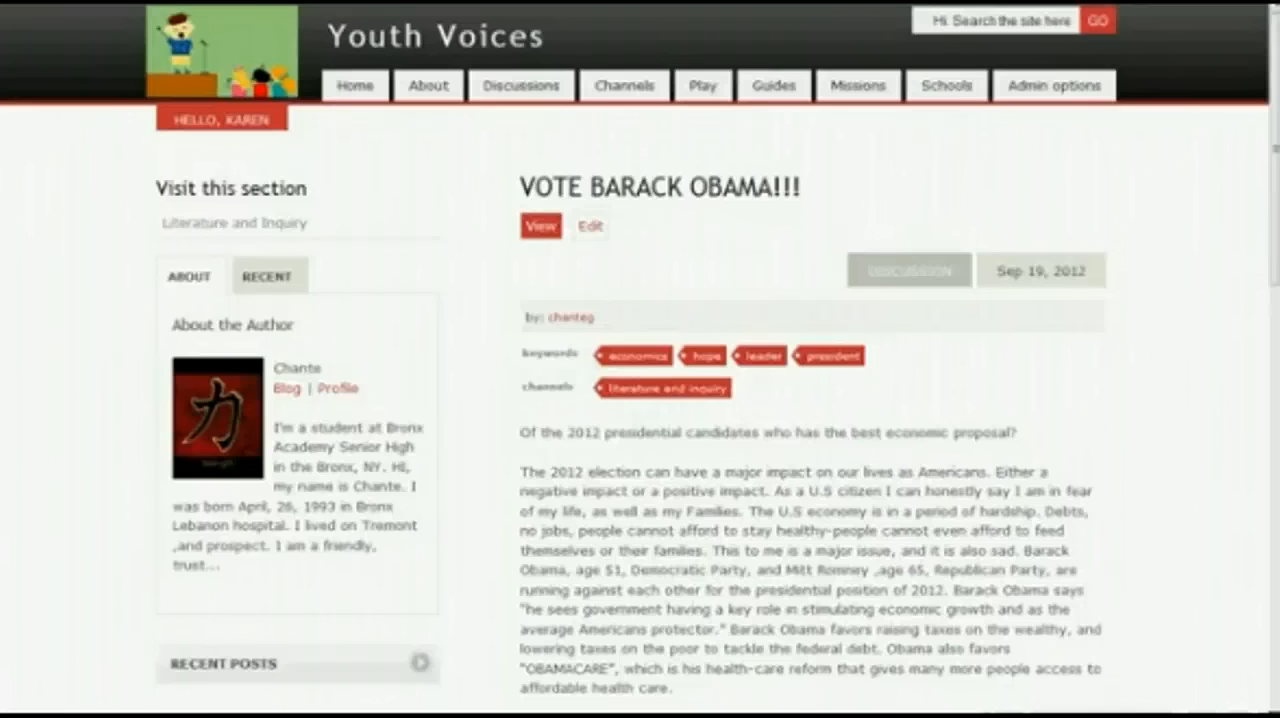 Youth Voices
Hi. Search the site here GO
Home About Discussions Channels Play Guides Missions Schools Admin options
HELLO, KAREN
Visit this section
Literature and Inquiry
ABOUT RECENT
About the Author
力
Chante
Blog | Profile
I'm a student at Bronx
Academy Senior High
in the Bronx, NY. Hi,
my name is Chante. I
was born April, 26, 1993 in Bronx
Lebanon hospital. I lived on Tremont
,and prospect. I am a friendly,
trust...
RECENT POSTS
VOTE BARACK OBAMA!!!
View Edit
DISCUSSION Sep 19, 2012
by: chanteg
keywords economics hope leader president
channels literature and inquiry
Of the 2012 presidential candidates who has the best economic proposal?
The 2012 election can have a major impact on our lives as Americans. Either a
negative impact or a positive impact. As a U.S citizen I can honestly say I am in fear
of my life, as well as my Families. The U.S economy is in a period of hardship. Debts,
no jobs, people cannot afford to stay healthy-people cannot even afford to feed
themselves or their families. This to me is a major issue, and it is also sad. Barack
Obama, age 51, Democratic Party, and Mitt Romney ,age 65, Republican Party, are
running against each other for the presidential position of 2012. Barack Obama says
"he sees government having a key role in stimulating economic growth and as the
average Americans protector." Barack Obama favors raising taxes on the wealthy, and
lowering taxes on the poor to tackle the federal debt. Obama also favors
"OBAMACARE", which is his health-care reform that gives many more people access to
affordable health care.